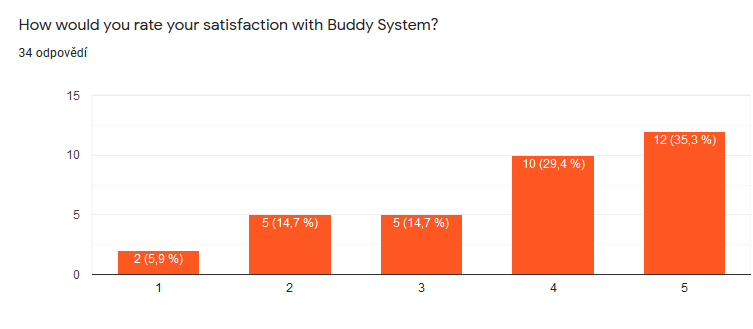 How would you rate your satisfaction with Buddy System?
34 odpovědí
15
10
5
0
2 (5,9 %)
5 (14,7 %)
5 (14,7 %)
10 (29,4 %)
12 (35,3 %)
1
2
3
4
5